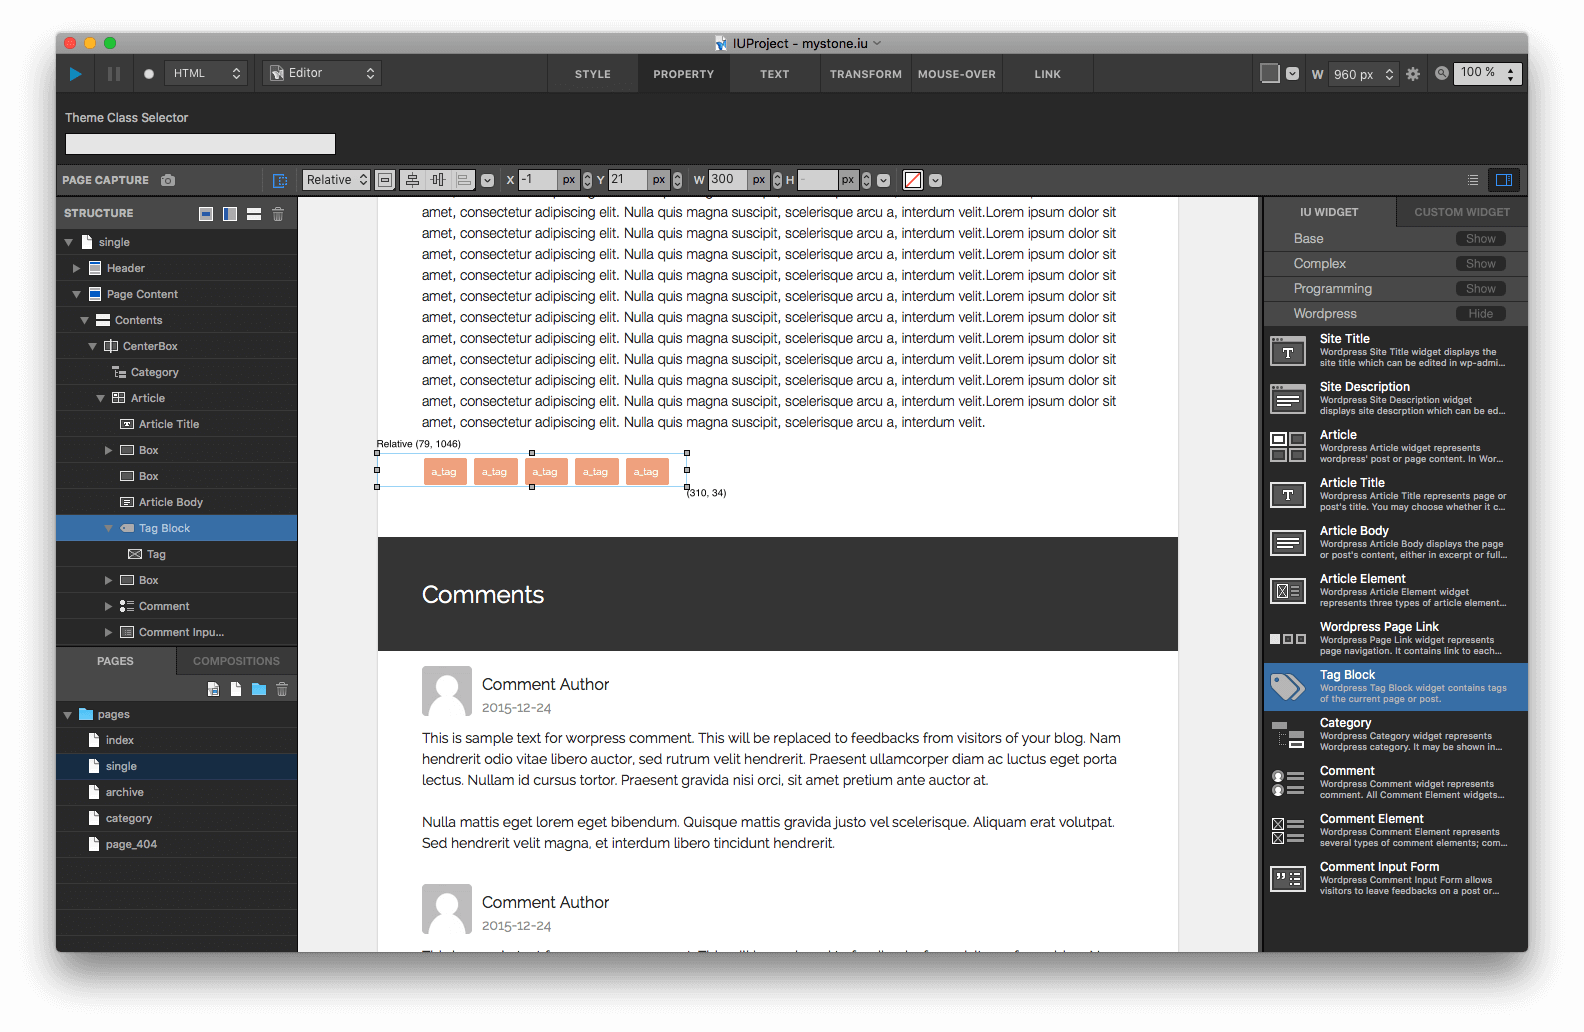 IUProject - mystone.iu
HTML
Editor
STYLE
PROPERTY
TEXT
TRANSFORM
MOUSE-OVER
LINK
W 960 px
100 %
Theme Class Selector
PAGE CAPTURE
Relative
X -1 px
Y 21 px
W 300 px
H - px
STRUCTURE
single
Header
Page Content
Contents
CenterBox
Category
Article
Article Title
Box
Box
Article Body
Tag Block
Tag
Box
Comment
Comment Inpu...
PAGES
COMPOSITIONS
pages
index
single
archive
category
page_404
amet, consectetur adipiscing elit. Nulla quis magna suscipit, scelerisque arcu a, interdum velit.Lorem ipsum dolor sit
amet, consectetur adipiscing elit. Nulla quis magna suscipit, scelerisque arcu a, interdum velit.Lorem ipsum dolor sit
amet, consectetur adipiscing elit. Nulla quis magna suscipit, scelerisque arcu a, interdum velit.Lorem ipsum dolor sit
amet, consectetur adipiscing elit. Nulla quis magna suscipit, scelerisque arcu a, interdum velit.Lorem ipsum dolor sit
amet, consectetur adipiscing elit. Nulla quis magna suscipit, scelerisque arcu a, interdum velit.Lorem ipsum dolor sit
amet, consectetur adipiscing elit. Nulla quis magna suscipit, scelerisque arcu a, interdum velit.Lorem ipsum dolor sit
amet, consectetur adipiscing elit. Nulla quis magna suscipit, scelerisque arcu a, interdum velit.Lorem ipsum dolor sit
amet, consectetur adipiscing elit. Nulla quis magna suscipit, scelerisque arcu a, interdum velit.Lorem ipsum dolor sit
amet, consectetur adipiscing elit. Nulla quis magna suscipit, scelerisque arcu a, interdum velit.Lorem ipsum dolor sit
amet, consectetur adipiscing elit. Nulla quis magna suscipit, scelerisque arcu a, interdum velit.Lorem ipsum dolor sit
amet, consectetur adipiscing elit. Nulla quis magna suscipit, scelerisque arcu a, interdum velit.
Relative (79, 1046)
a_tag a_tag a_tag a_tag a_tag
(310, 34)
Comments
Comment Author
2015-12-24
This is sample text for worpress comment. This will be replaced to feedbacks from visitors of your blog. Nam
hendrerit odio vitae libero auctor, sed rutrum velit hendrerit. Praesent ullamcorper diam ac luctus eget porta
lectus. Nullam id cursus tortor. Praesent gravida nisi orci, sit amet pretium ante auctor at.
Nulla mattis eget lorem eget bibendum. Quisque mattis gravida justo vel scelerisque. Aliquam erat volutpat.
Sed hendrerit velit magna, et interdum libero tincidunt hendrerit.
Comment Author
2015-12-24
IU WIDGET
CUSTOM WIDGET
Base Show
Complex Show
Programming Show
Wordpress Hide
Site Title
Wordpress Site Title widget displays the
site title which can be edited in wp-admi...
Site Description
Wordpress Site Description widget
displays site descrption which can be ed...
Article
Wordpress Article widget represents
wordpress' post or page content. In Wor...
Article Title
Wordpress Article Title represents page or
post's title. You may choose whether it c...
Article Body
Wordpress Article Body displays the page
or post's content, either in excerpt or full...
Article Element
Wordpress Article Element widget
represents three types of article element...
Wordpress Page Link
Wordpress Page Link widget represents
page navigation. It contains link to each...
Tag Block
Wordpress Tag Block widget contains tags
of the current page or post.
Category
Wordpress Category widget represents
Wordpress category. It may be shown in...
Comment
Wordpress Comment widget represents
comment. All Comment Element widgets...
Comment Element
Wordpress Comment Element represents
several types of comment elements; com...
Comment Input Form
Wordpress Comment Input Form allows
visitors to leave feedbacks on a post or...